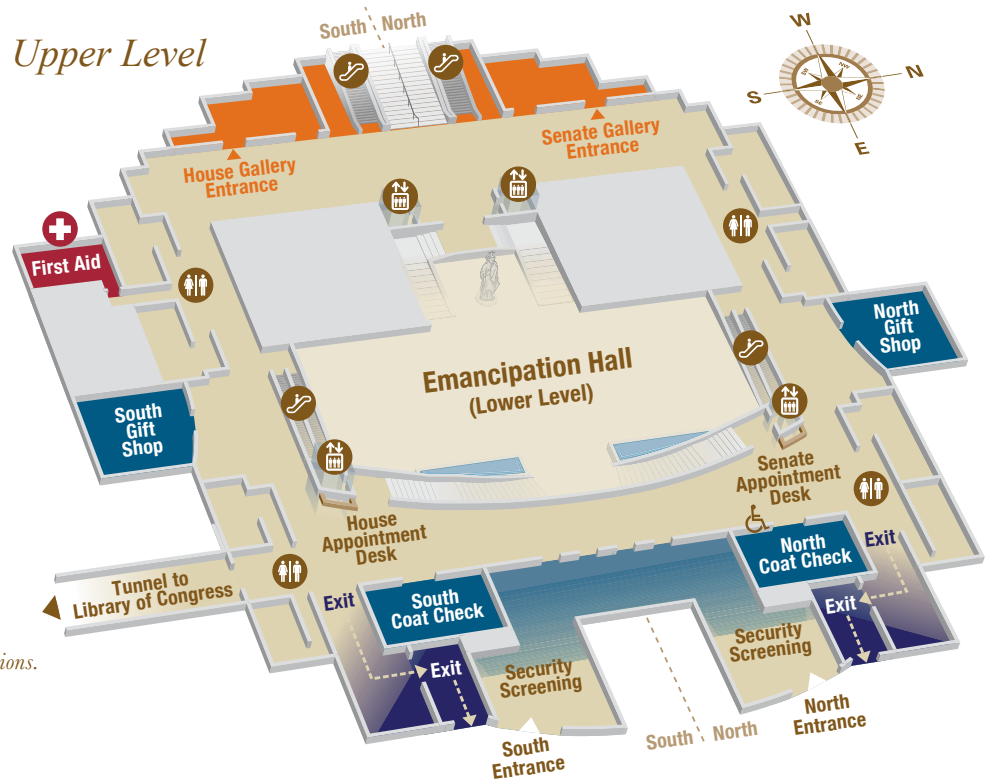 Upper Level
South North
W
N
S
E
NW
SE
House Gallery
Entrance
Senate Gallery
Entrance
First Aid
North
Gift
Shop
Emancipation Hall
(Lower Level)
South
Gift
Shop
House
Appointment
Desk
Senate
Appointment
Desk
Tunnel to
Library of Congress
Exit
South
Coat Check
North
Coat Check
Exit
Exit
Exit
Security
Screening
Security
Screening
ions.
South North
South
Entrance
North
Entrance